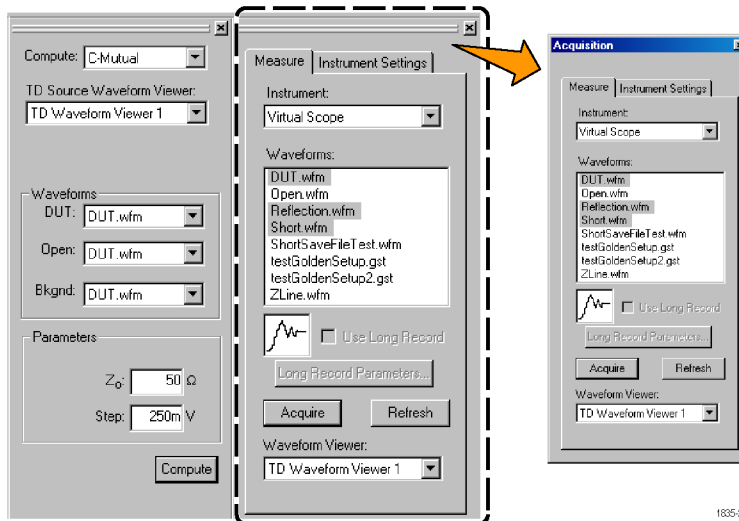 Compute: C-Mutual
TD Source Waveform Viewer:
TD Waveform Viewer 1
Waveforms
DUT: DUT.wfm
Open: DUT.wfm
Bkgnd: DUT.wfm
Parameters
Zo: 50 Ω
Step: 250m V
Compute
Measure Instrument Settings
Instrument:
Virtual Scope
Waveforms:
DUT.wfm
Open.wfm
Reflection.wfm
Short.wfm
ShortSaveFileTest.wfm
testGoldenSetup.gst
testGoldenSetup2.gst
ZLine.wfm
Use Long Record
Long Record Parameters...
Acquire Refresh
Waveform Viewer:
TD Waveform Viewer 1
Acquisition
Measure Instrument Settings
Instrument:
Virtual Scope
Waveforms:
DUT.wfm
Open.wfm
Reflection.wfm
Short.wfm
ShortSaveFileTest.wfm
testGoldenSetup.gst
testGoldenSetup2.gst
ZLine.wfm
Use Long Record
Long Record Parameters...
Acquire Refresh
Waveform Viewer:
TD Waveform Viewer 1